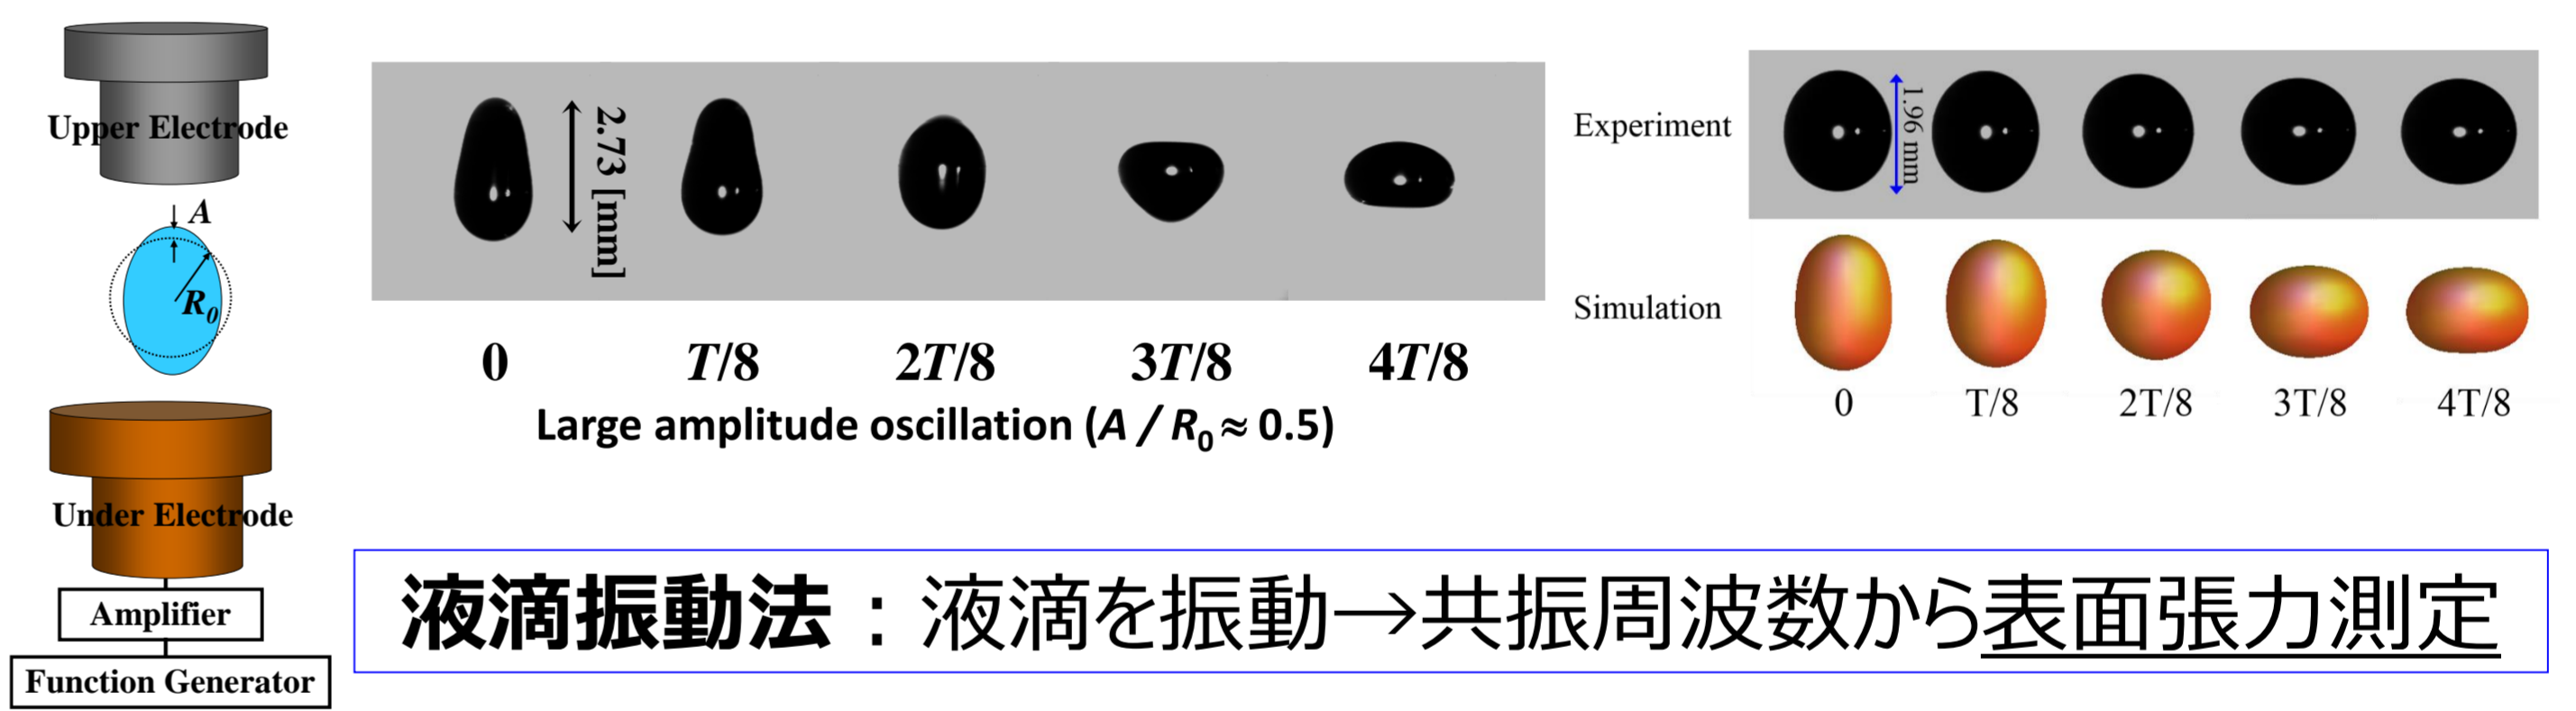 Upper Electrode
A
R₀
Under Electrode
Amplifier
Function Generator
2.73 [mm]
0 T/8 2T/8 3T/8 4T/8
Large amplitude oscillation (A / R₀ ≈ 0.5)
Experiment
1.96 mm
Simulation
0 T/8 2T/8 3T/8 4T/8
液滴振動法：液滴を振動→共振周波数から表面張力測定